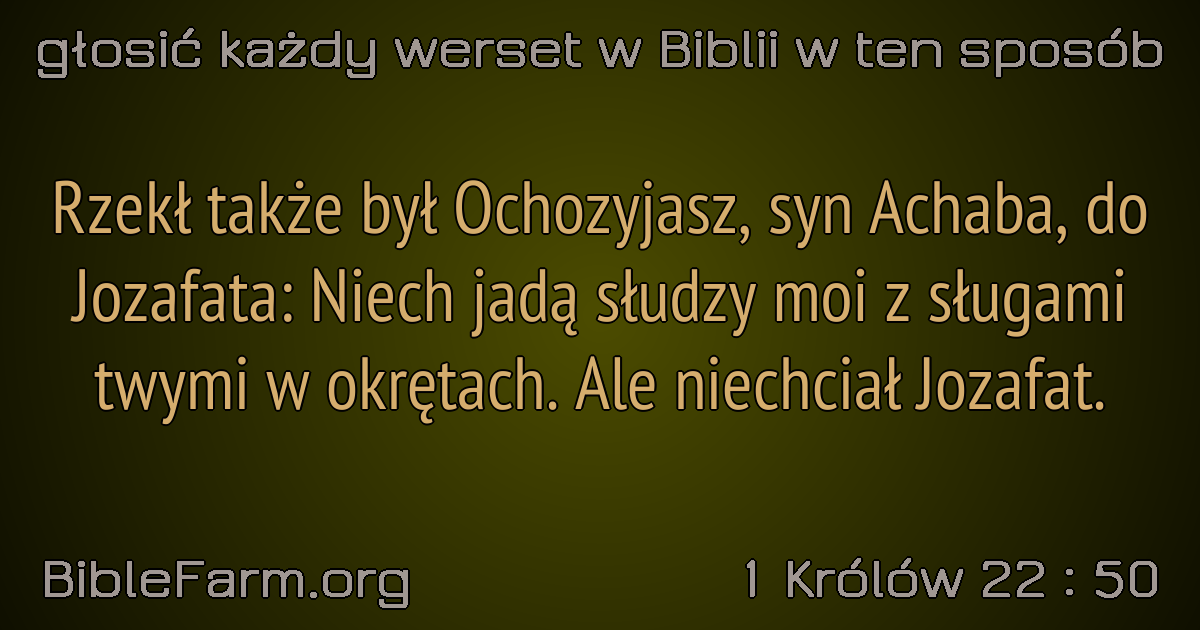 głosić każdy werset w Biblii w ten sposób
Rzekł także był Ochozyjasz, syn Achaba, do
Jozafata: Niech jadą słudzy moi z sługami
twymi w okrętach. Ale niechciał Jozafat.
BibleFarm.org
1 Królów 22 : 50